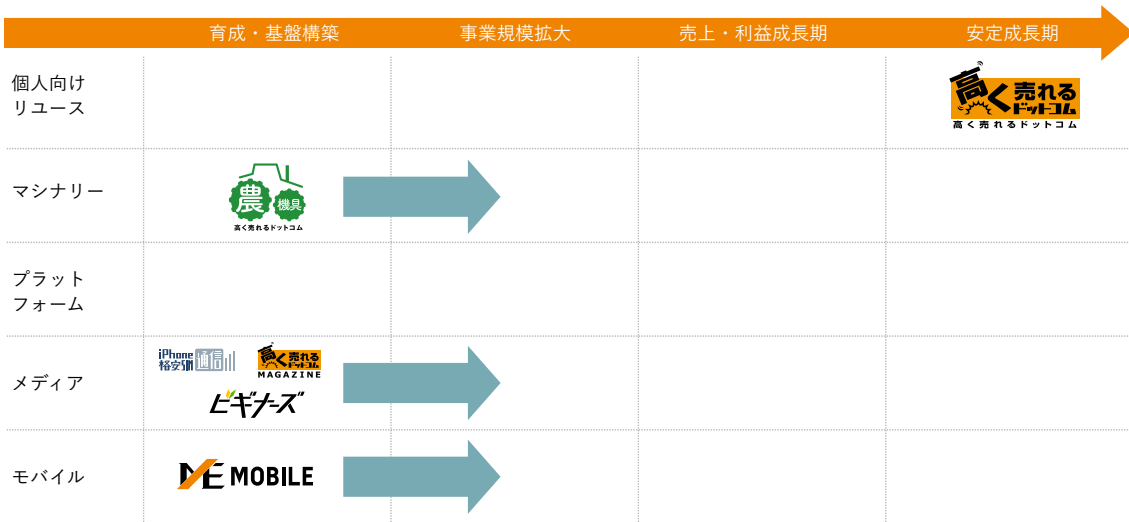 育成・基盤構築 事業規模拡大 売上・利益成長期 安定成長期
個人向け
リユース
高く売れる
ドットコム
高く売れるドットコム
マシナリー
農 機具
高く売れるドットコム
プラット
フォーム
メディア
iPhone
格安SIM 通信
高く売れる
ドットコム
MAGAZINE
ビギナーズ
モバイル
ME MOBILE